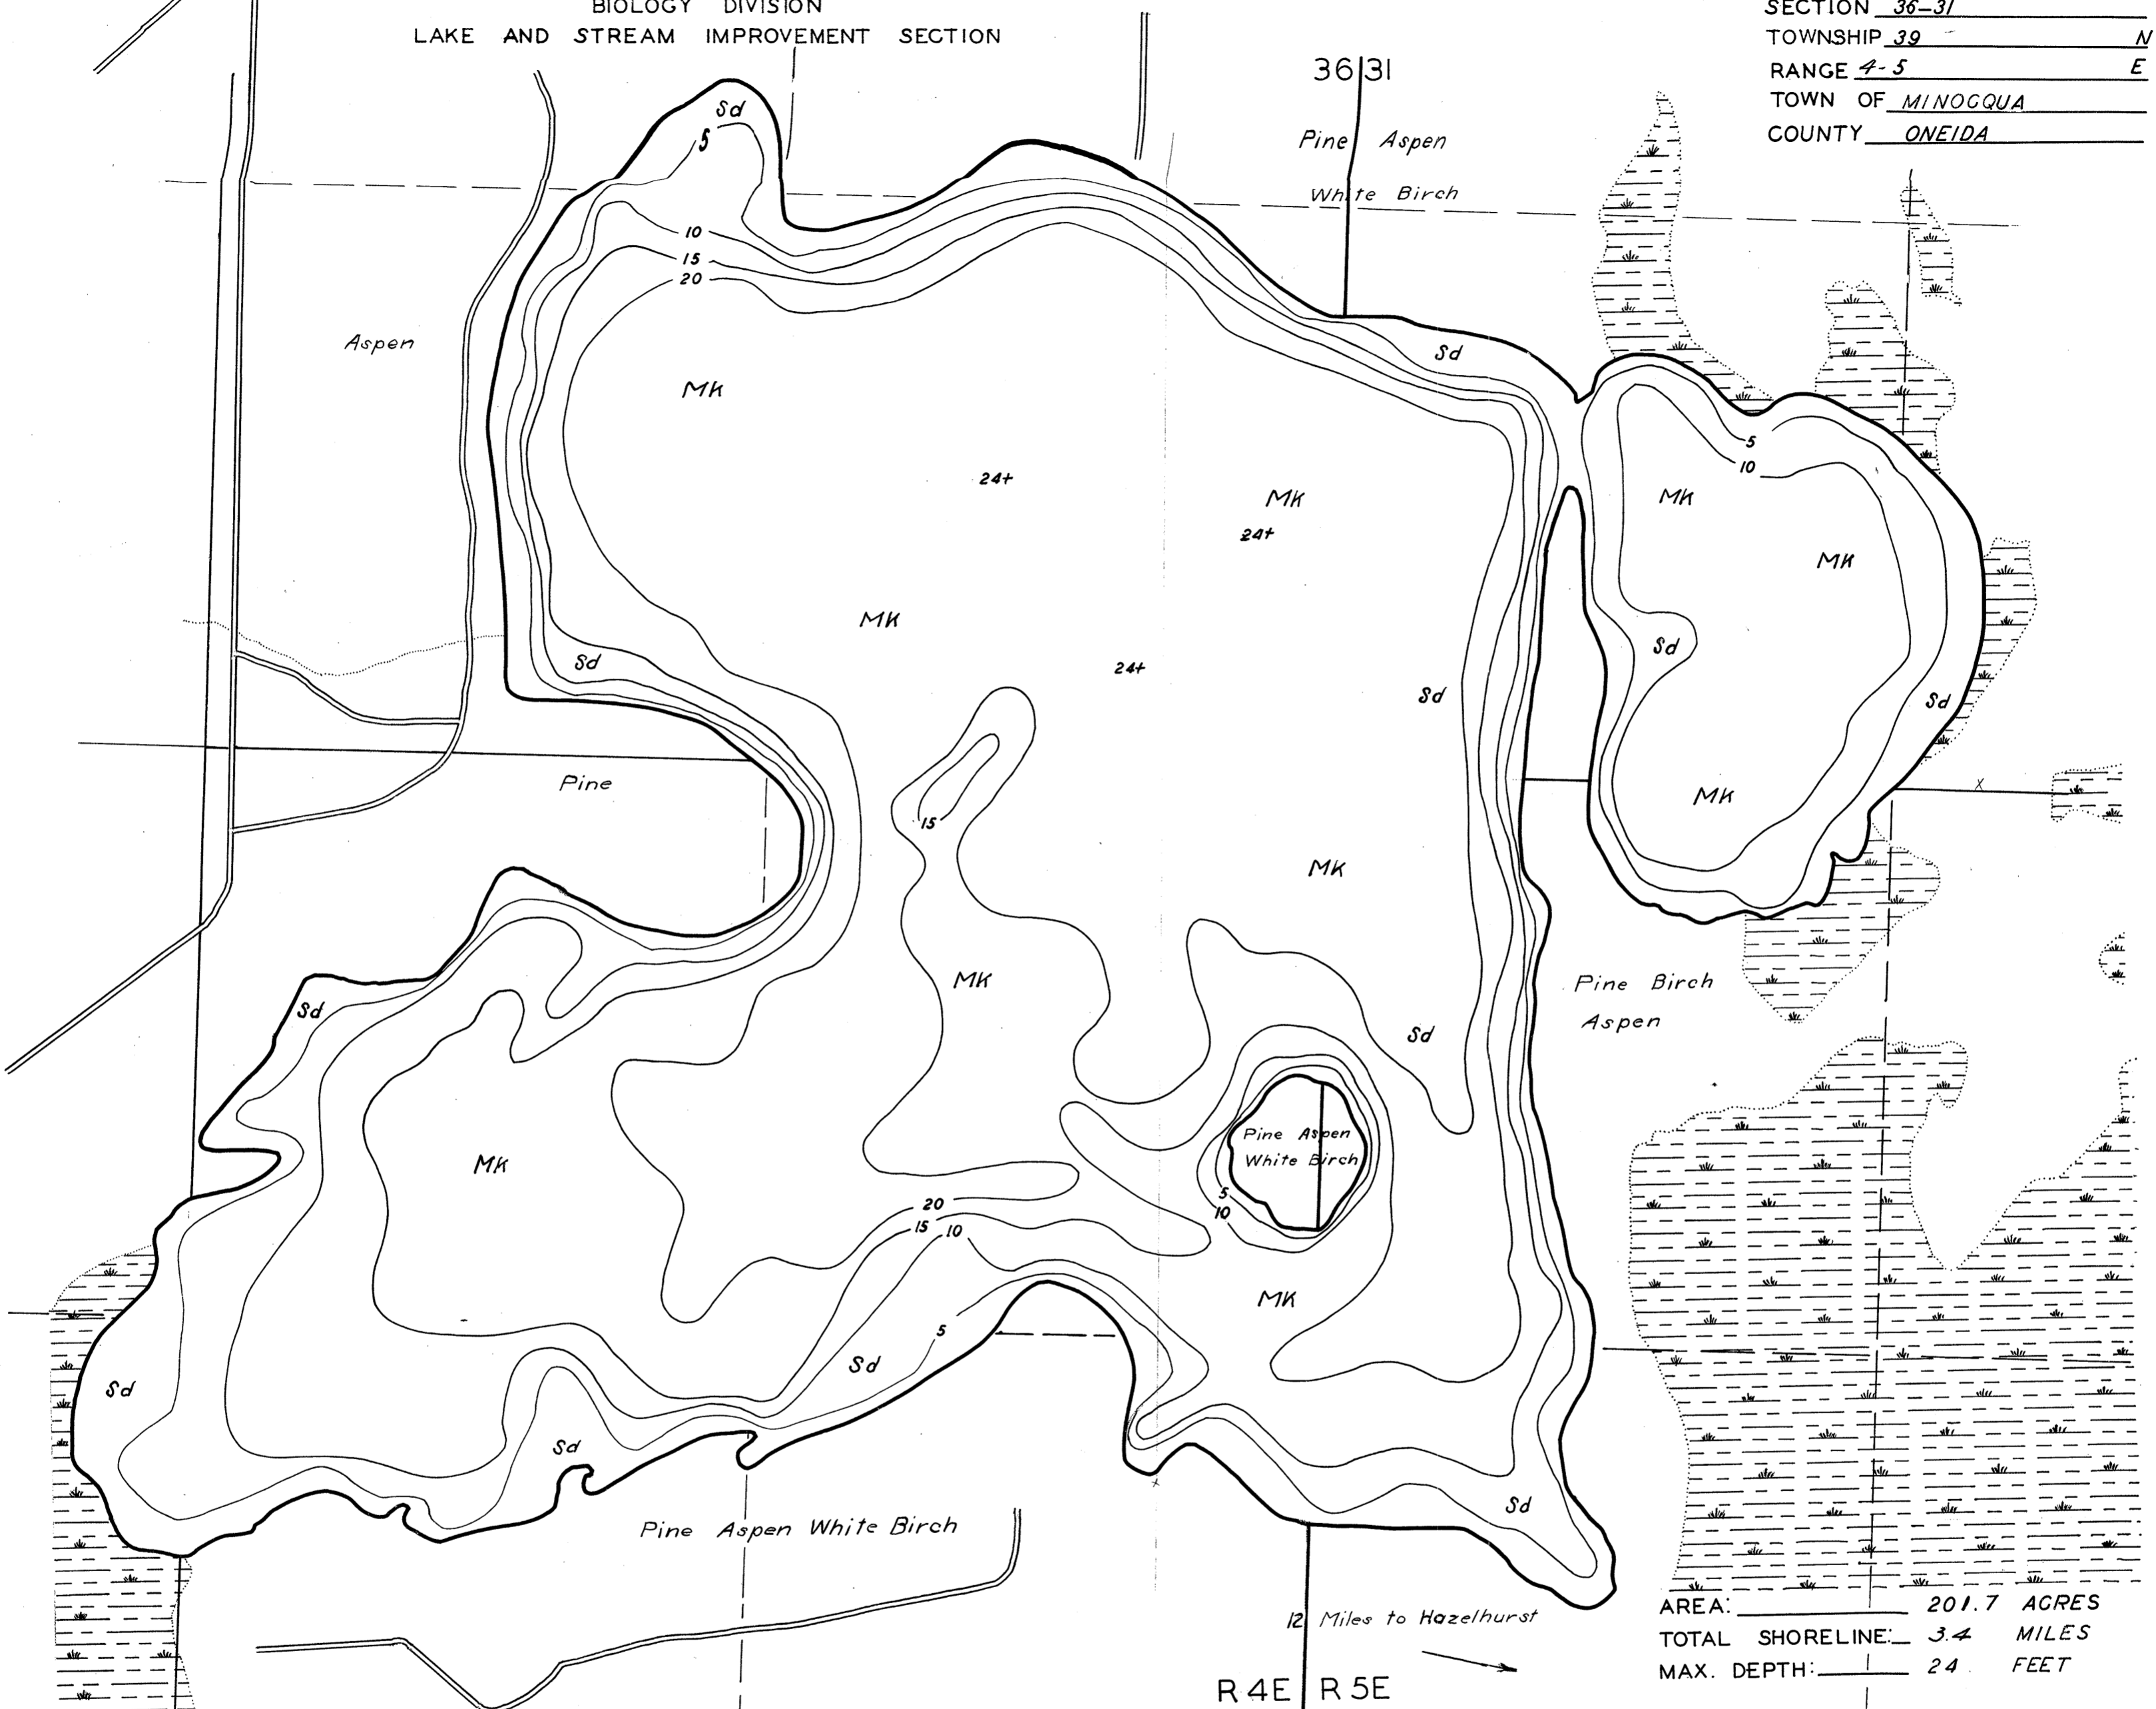 BIOLOGY DIVISION
LAKE AND STREAM IMPROVEMENT SECTION
SECTION 36-31
TOWNSHIP 39 N
RANGE 4-5 E
TOWN OF MINOCQUA
COUNTY ONEIDA
36 31
Pine Aspen
White Birch
Sd
5
10
15
20
Aspen
Sd
MK
5
10
24+
MK
MK
24+
MK
MK
Sd
Sd
24+
Sd
Sd
Pine
MK
15
MK
MK
Pine Birch
Aspen
Sd
Sd
Pine Aspen
White Birch
MK
5
10
20
15 10
MK
5
Sd
Sd
Sd
Sd
Pine Aspen White Birch
12 Miles to Hazelhurst
R 4E R 5E
AREA: 201.7 ACRES
TOTAL SHORELINE: 3.4 MILES
MAX. DEPTH: 24 FEET